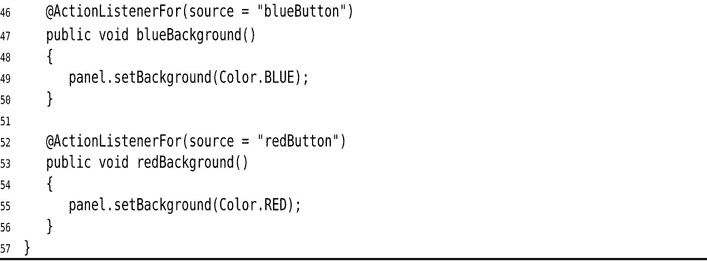 46 @ActionListenerFor(source = "blueButton")
47 public void blueBackground()
48 {
49 panel.setBackground(Color.BLUE);
50 }
51
52 @ActionListenerFor(source = "redButton")
53 public void redBackground()
54 {
55 panel.setBackground(Color.RED);
56 }
57 }